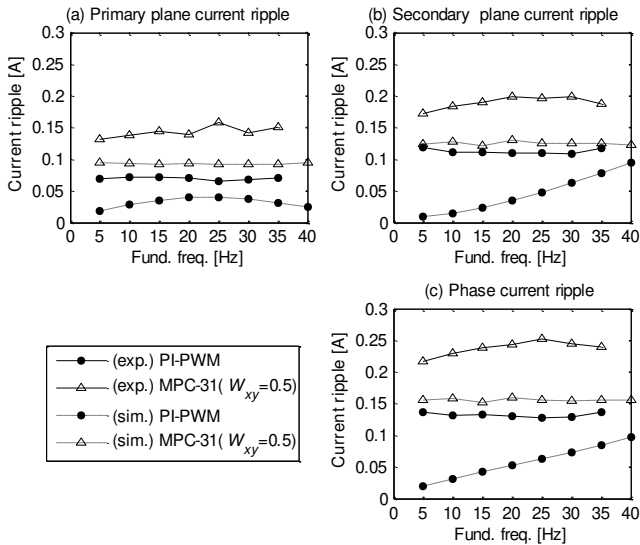 (a) Primary plane current ripple
Current ripple [A]
0.3
0.25
0.2
0.15
0.1
0.05
0
0 5 10 15 20 25 30 35 40
Fund. freq. [Hz]
(b) Secondary plane current ripple
Current ripple [A]
0.3
0.25
0.2
0.15
0.1
0.05
0
0 5 10 15 20 25 30 35 40
Fund. freq. [Hz]
(exp.) PI-PWM
(exp.) MPC-31( Wxy=0.5)
(sim.) PI-PWM
(sim.) MPC-31( Wxy=0.5)
(c) Phase current ripple
Current ripple [A]
0.3
0.25
0.2
0.15
0.1
0.05
0
0 5 10 15 20 25 30 35 40
Fund. freq. [Hz]